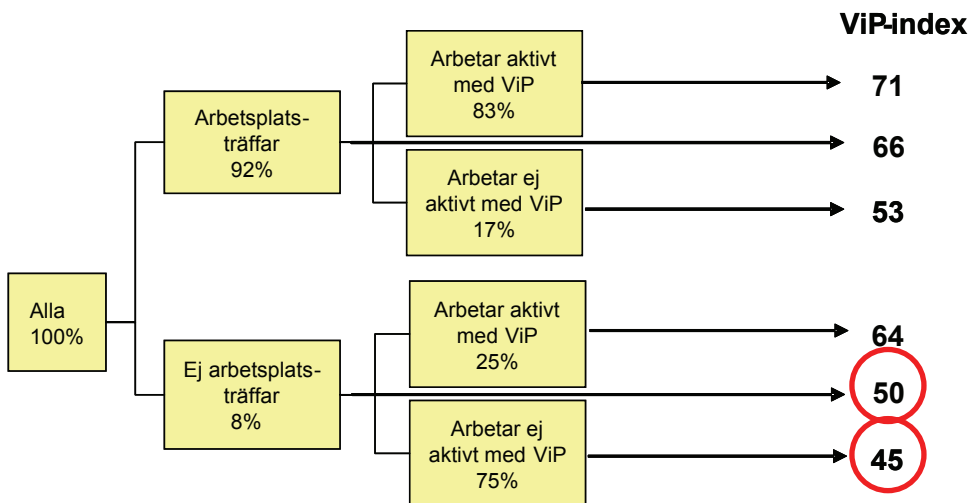 ViP-index
Arbetar aktivt
med ViP
83%
71
Arbetsplats-
träffar
92%
66
Arbetar ej
aktivt med ViP
17%
53
Alla
100%
Arbetar aktivt
med ViP
25%
64
Ej arbetsplats-
träffar
8%
50
Arbetar ej
aktivt med ViP
75%
45